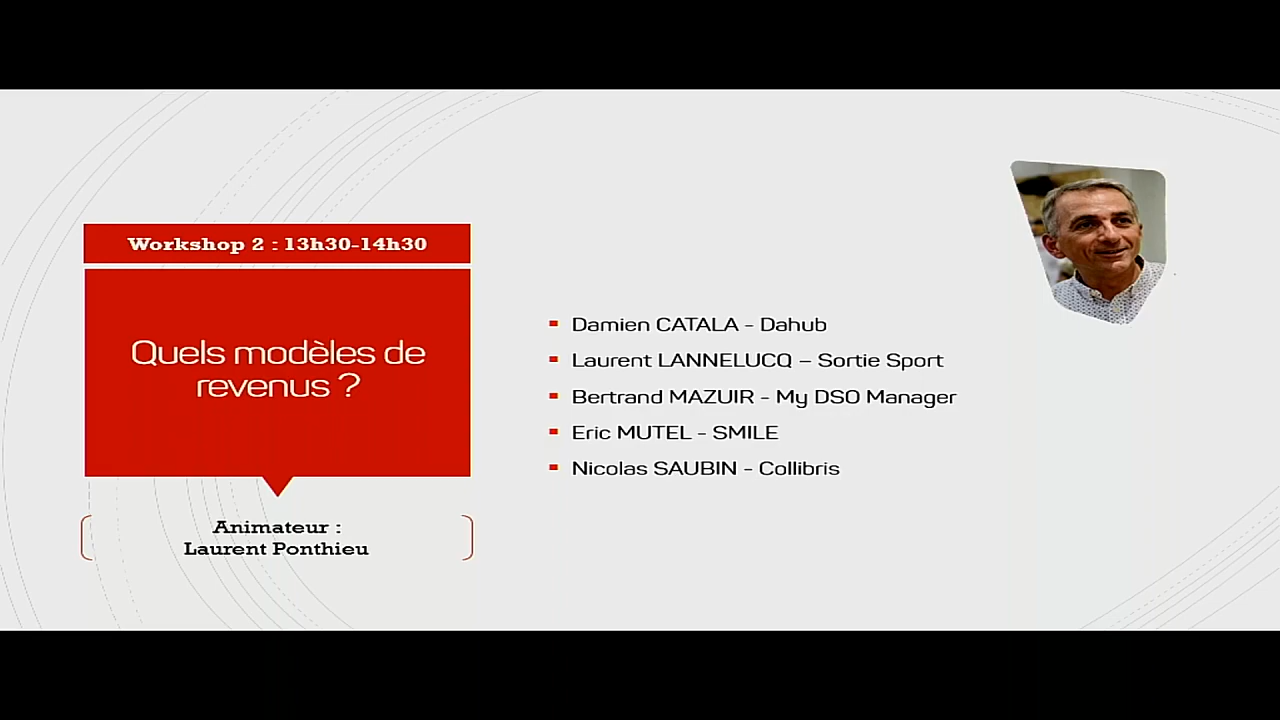 Workshop 2 : 13h30-14h30
Quels modèles de
revenus ?
Animateur :
Laurent Ponthieu
Damien CATALA - Dahub
Laurent LANNELUCQ – Sortie Sport
Bertrand MAZUIR - My DSO Manager
Eric MUTEL - SMILE
Nicolas SAUBIN - Collibris